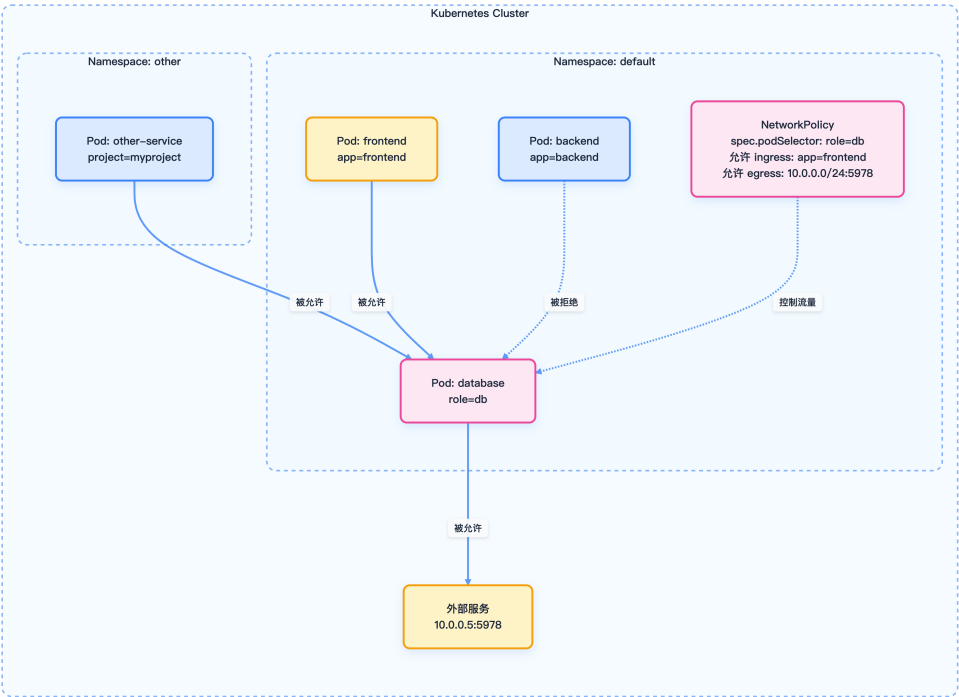 Kubernetes Cluster
Namespace: other
Namespace: default
Pod: other-service
project=myproject
Pod: frontend
app=frontend
Pod: backend
app=backend
NetworkPolicy
spec.podSelector: role=db
允许 ingress: app=frontend
允许 egress: 10.0.0.0/24:5978
被允许
被允许
被拒绝
控制流量
Pod: database
role=db
被允许
外部服务
10.0.0.5:5978